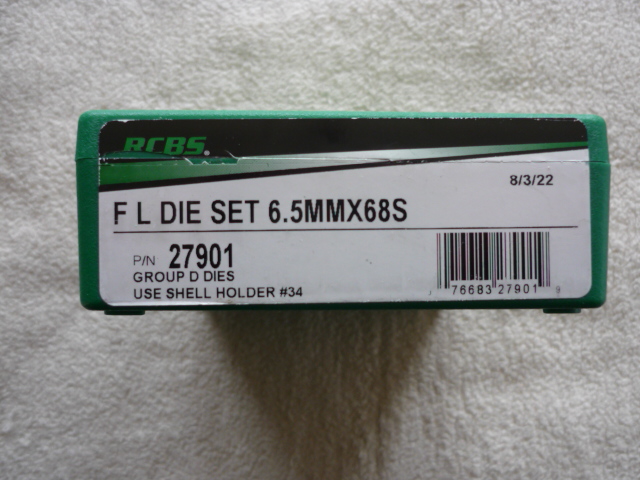 RCBS®
8/3/22
F L DIE SET 6.5MMX68S
P/N 27901
GROUP D DIES
USE SHELL HOLDER #34
76683 27901